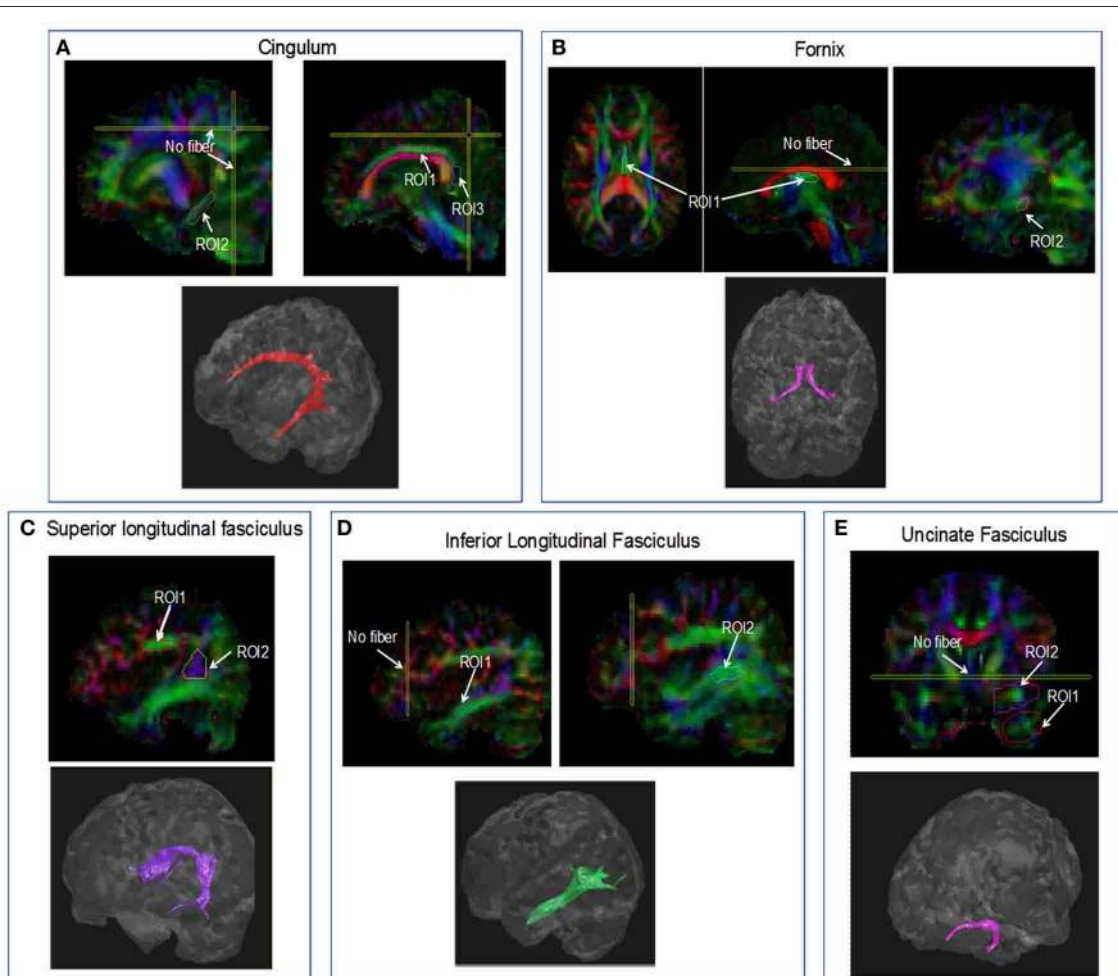 A
Cingulum
No fiber
ROI2
ROI1
ROI3
B
Fornix
ROI1
No fiber
ROI2
C Superior longitudinal fasciculus
ROI1
ROI2
D
Inferior Longitudinal Fasciculus
No fiber
ROI1
ROI2
E
Uncinate Fasciculus
No fiber
ROI2
ROI1